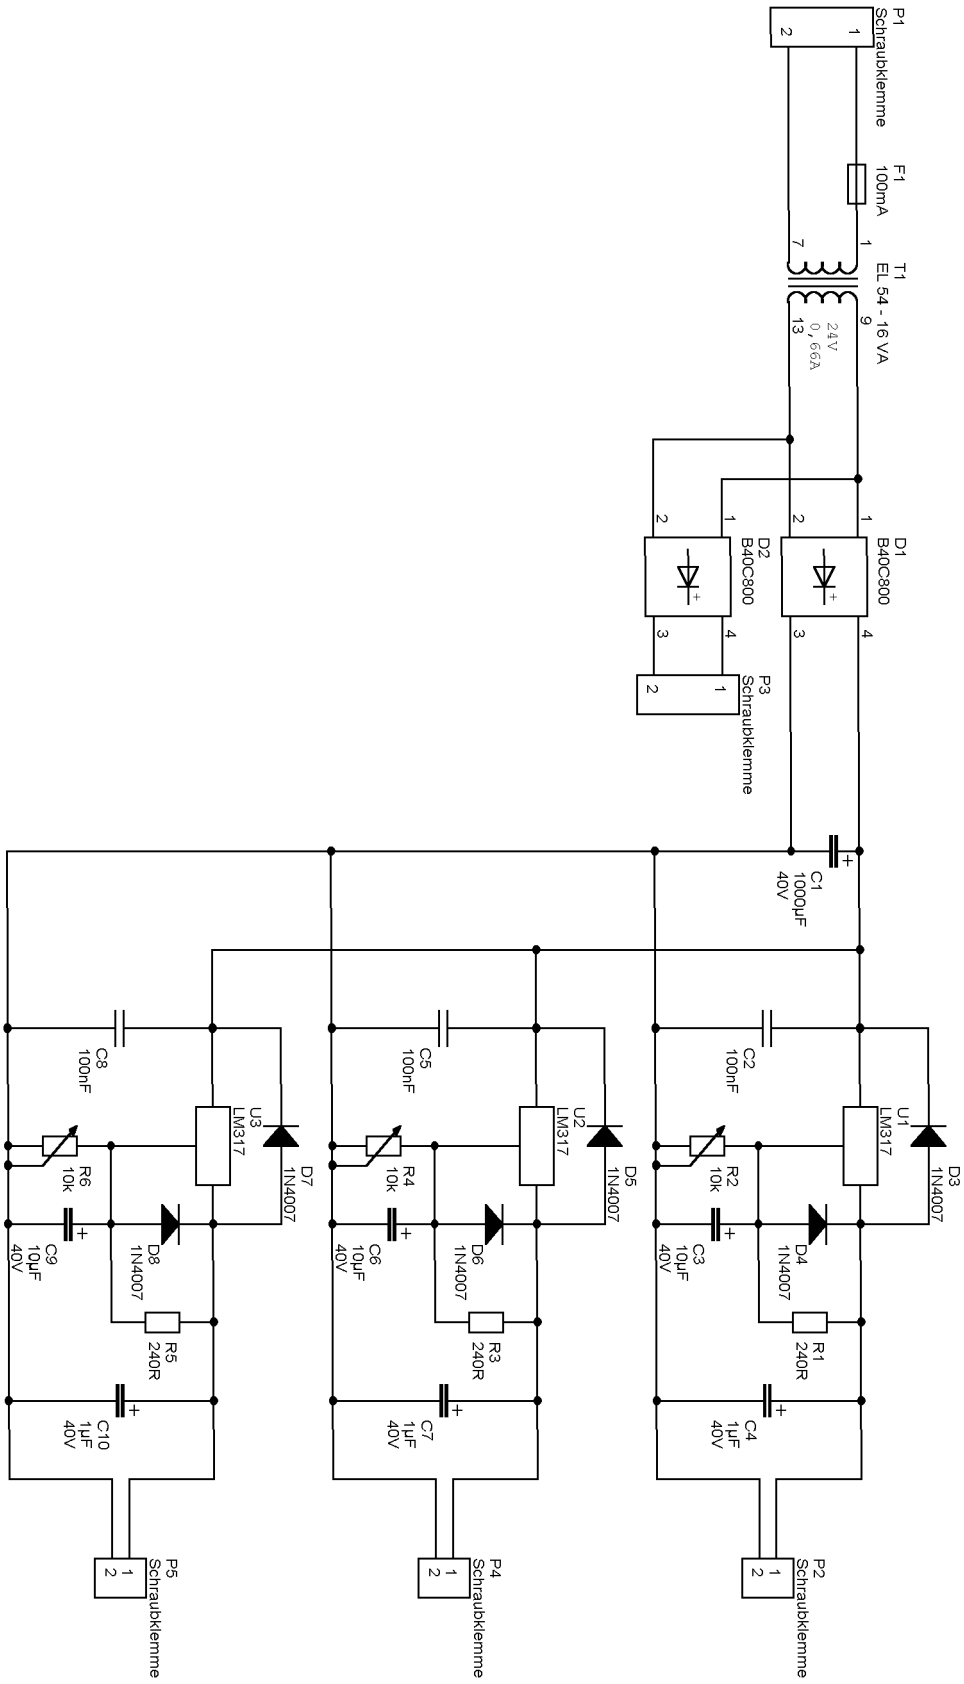 P1
Schraubklemme
1
2
F1
100mA
1
7
T1
EL 54 - 16 VA
9
13
24V
0,66A
D1
B40C800
1
2
+
4
3
D2
B40C800
1
2
+
4
3
P3
Schraubklemme
1
2
+
C1
1000µF
40V
D3
1N4007
U1
LM317
C2
100nF
R2
10k
D4
1N4007
+
C3
10µF
40V
R1
240R
+
C4
1µF
40V
P2
Schraubklemme
1
2
D5
1N4007
U2
LM317
C5
100nF
R4
10k
D6
1N4007
+
C6
10µF
40V
R3
240R
+
C7
1µF
40V
P4
Schraubklemme
1
2
D7
1N4007
U3
LM317
C8
100nF
R6
10k
D8
1N4007
+
C9
10µF
40V
R5
240R
+
C10
1µF
40V
P5
Schraubklemme
1
2